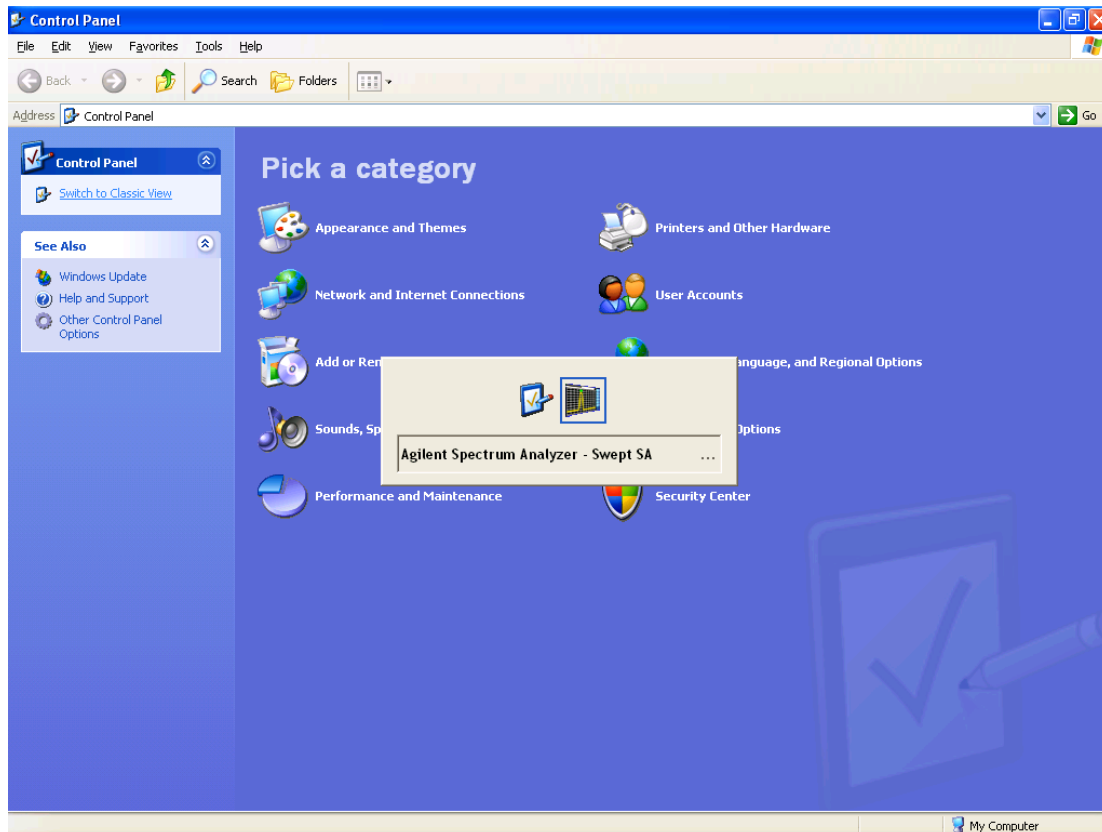 Control Panel
File Edit View Favorites Tools Help
Back Search Folders
Address Control Panel Go
Control Panel
Switch to Classic View
See Also
Windows Update
Help and Support
Other Control Panel
Options
Pick a category
Appearance and Themes Printers and Other Hardware
Network and Internet Connections User Accounts
Add or Language, and Regional Options
Sounds, Options
Agilent Spectrum Analyzer - Swept SA ...
Performance and Maintenance Security Center
My Computer